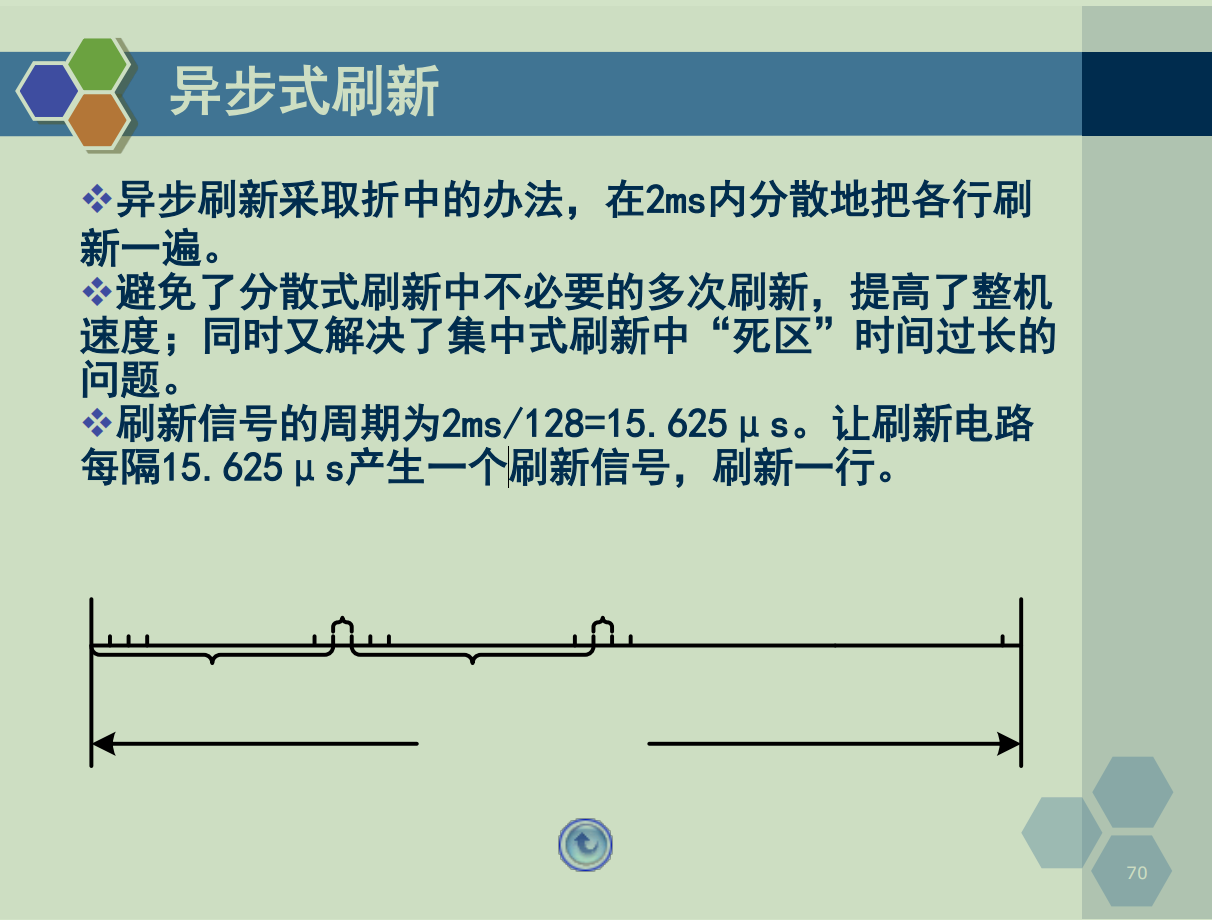 异步式刷新
❖异步刷新采取折中的办法，在2ms内分散地把各行刷
新一遍。
❖避免了分散式刷新中不必要的多次刷新，提高了整机
速度；同时又解决了集中式刷新中“死区”时间过长的
问题。
❖刷新信号的周期为2ms/128=15.625μs。让刷新电路
每隔15.625μs产生一个刷新信号，刷新一行。
70